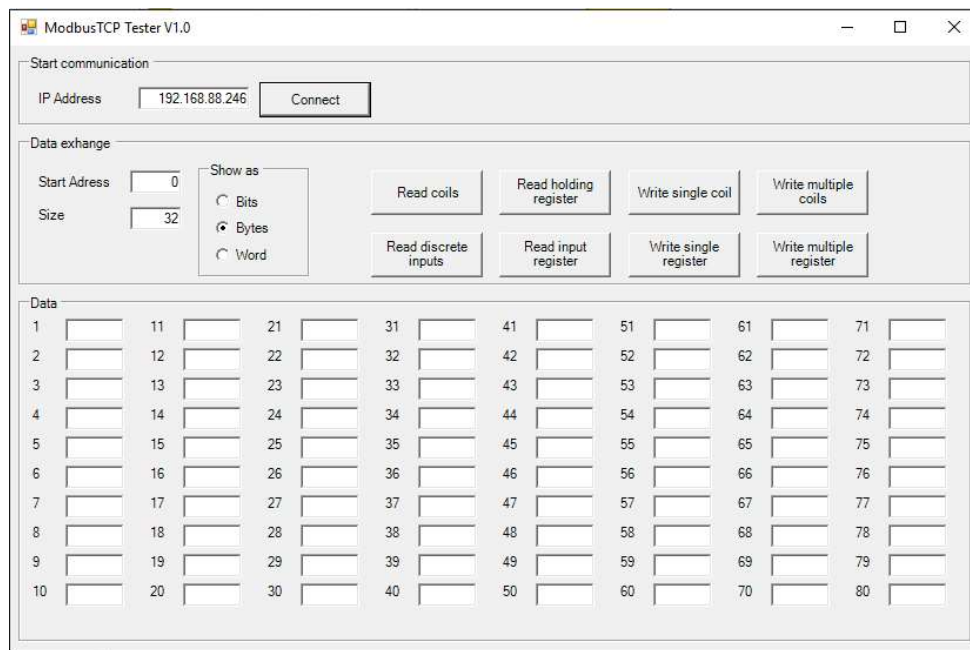 ModbusTCP Tester V1.0
Start communication
IP Address 192.168.88.246 Connect
Data exhange
Start Adress 0
Size 32
Show as
Bits
Bytes
Word
Read coils
Read holding
register
Write single coil
Write multiple
coils
Read discrete
inputs
Read input
register
Write single
register
Write multiple
register
Data
1 11 21 31 41 51 61 71
2 12 22 32 42 52 62 72
3 13 23 33 43 53 63 73
4 14 24 34 44 54 64 74
5 15 25 35 45 55 65 75
6 16 26 36 46 56 66 76
7 17 27 37 47 57 67 77
8 18 28 38 48 58 68 78
9 19 29 39 49 59 69 79
10 20 30 40 50 60 70 80